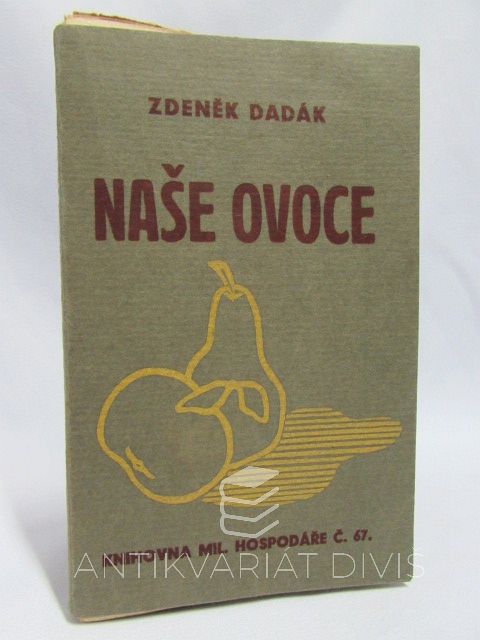 ZDENĚK DADÁK
NAŠE OVOCE
KNIHOVNA MIL. HOSPODÁŘE Č. 67.
ANTIKVARIÁT DIVIS